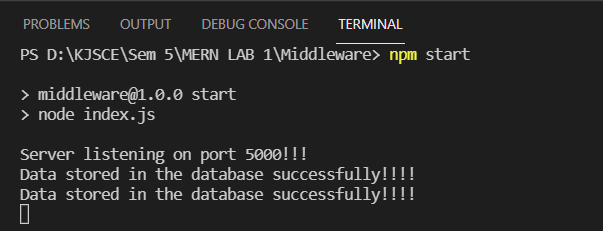 PROBLEMS OUTPUT DEBUG CONSOLE TERMINAL
PS D:\KJSCE\Sem 5\MERN LAB 1\Middleware> npm start
> middleware@1.0.0 start
> node index.js
Server listening on port 5000!!!
Data stored in the database successfully!!!!
Data stored in the database successfully!!!!